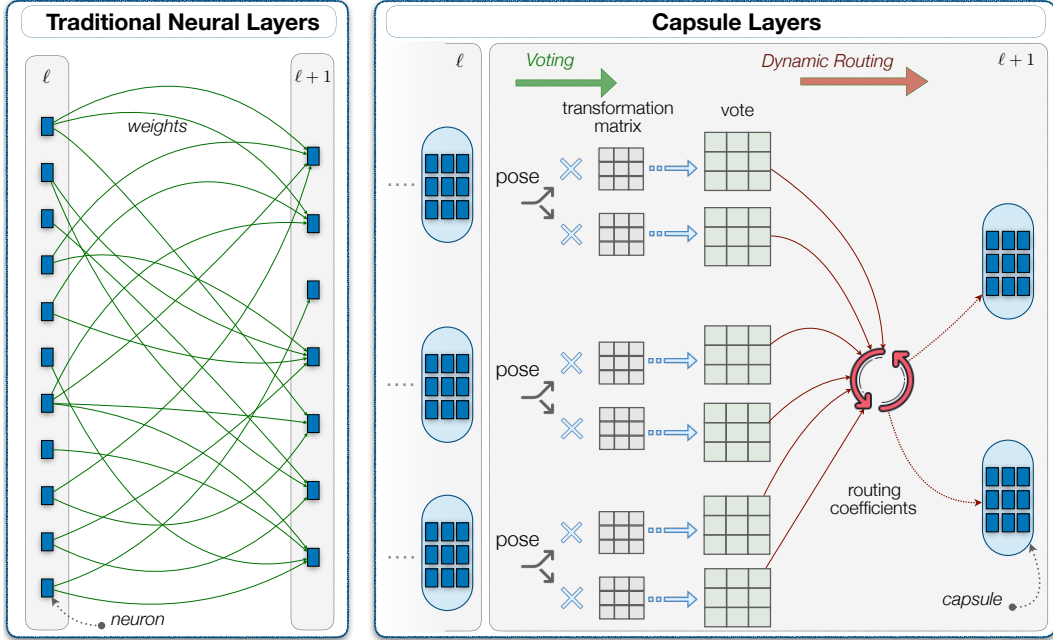 Traditional Neural Layers
ℓ
ℓ + 1
weights
neuron
Capsule Layers
ℓ
Voting
Dynamic Routing
ℓ + 1
transformation
matrix
vote
....
pose
....
pose
....
pose
routing
coefficients
capsule